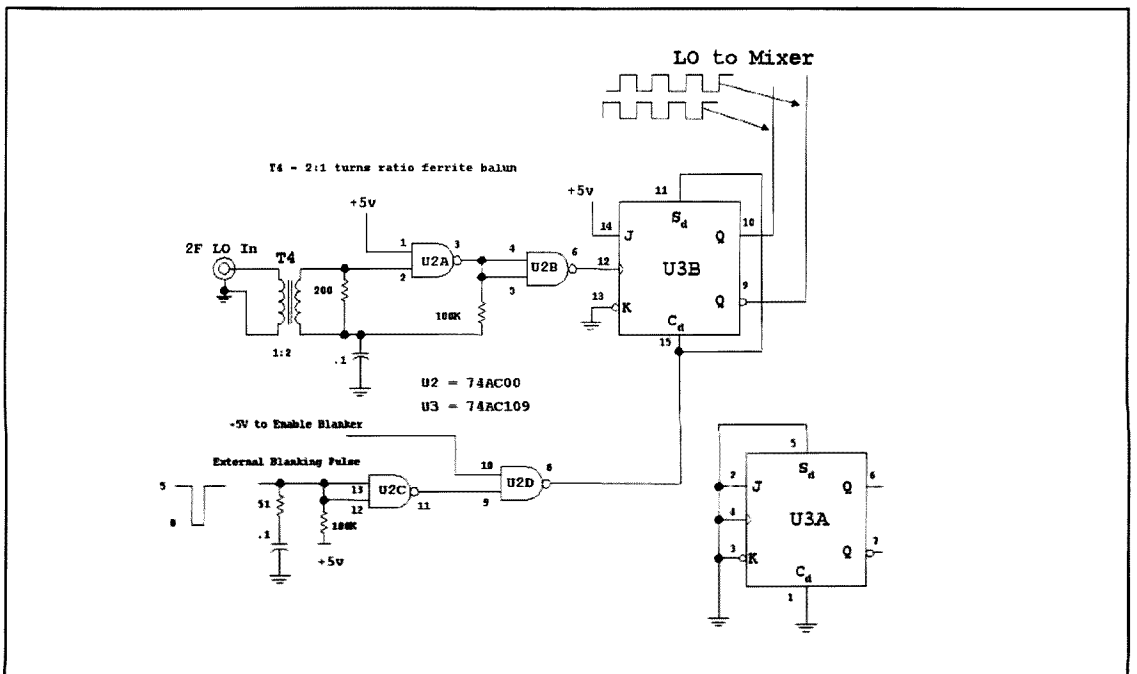 LO to Mixer
T4 - 2:1 turns ratio ferrite balun
+5v
+5v
11
14
J
Sd
Q
10
2F LO In
T4
1
2
U2A
3
4
5
U2B
6
12
U3B
200
100K
13
K
Q
9
Cd
15
1:2
.1
U2 = 74AC00
U3 = 74AC109
+5V to Enable Blanker
External Blanking Pulse
5
0
51
.1
13
12
U2C
11
100K
+5v
10
9
U2D
8
5
2
J
Sd
Q
6
4
U3A
3
K
Q
7
Cd
1